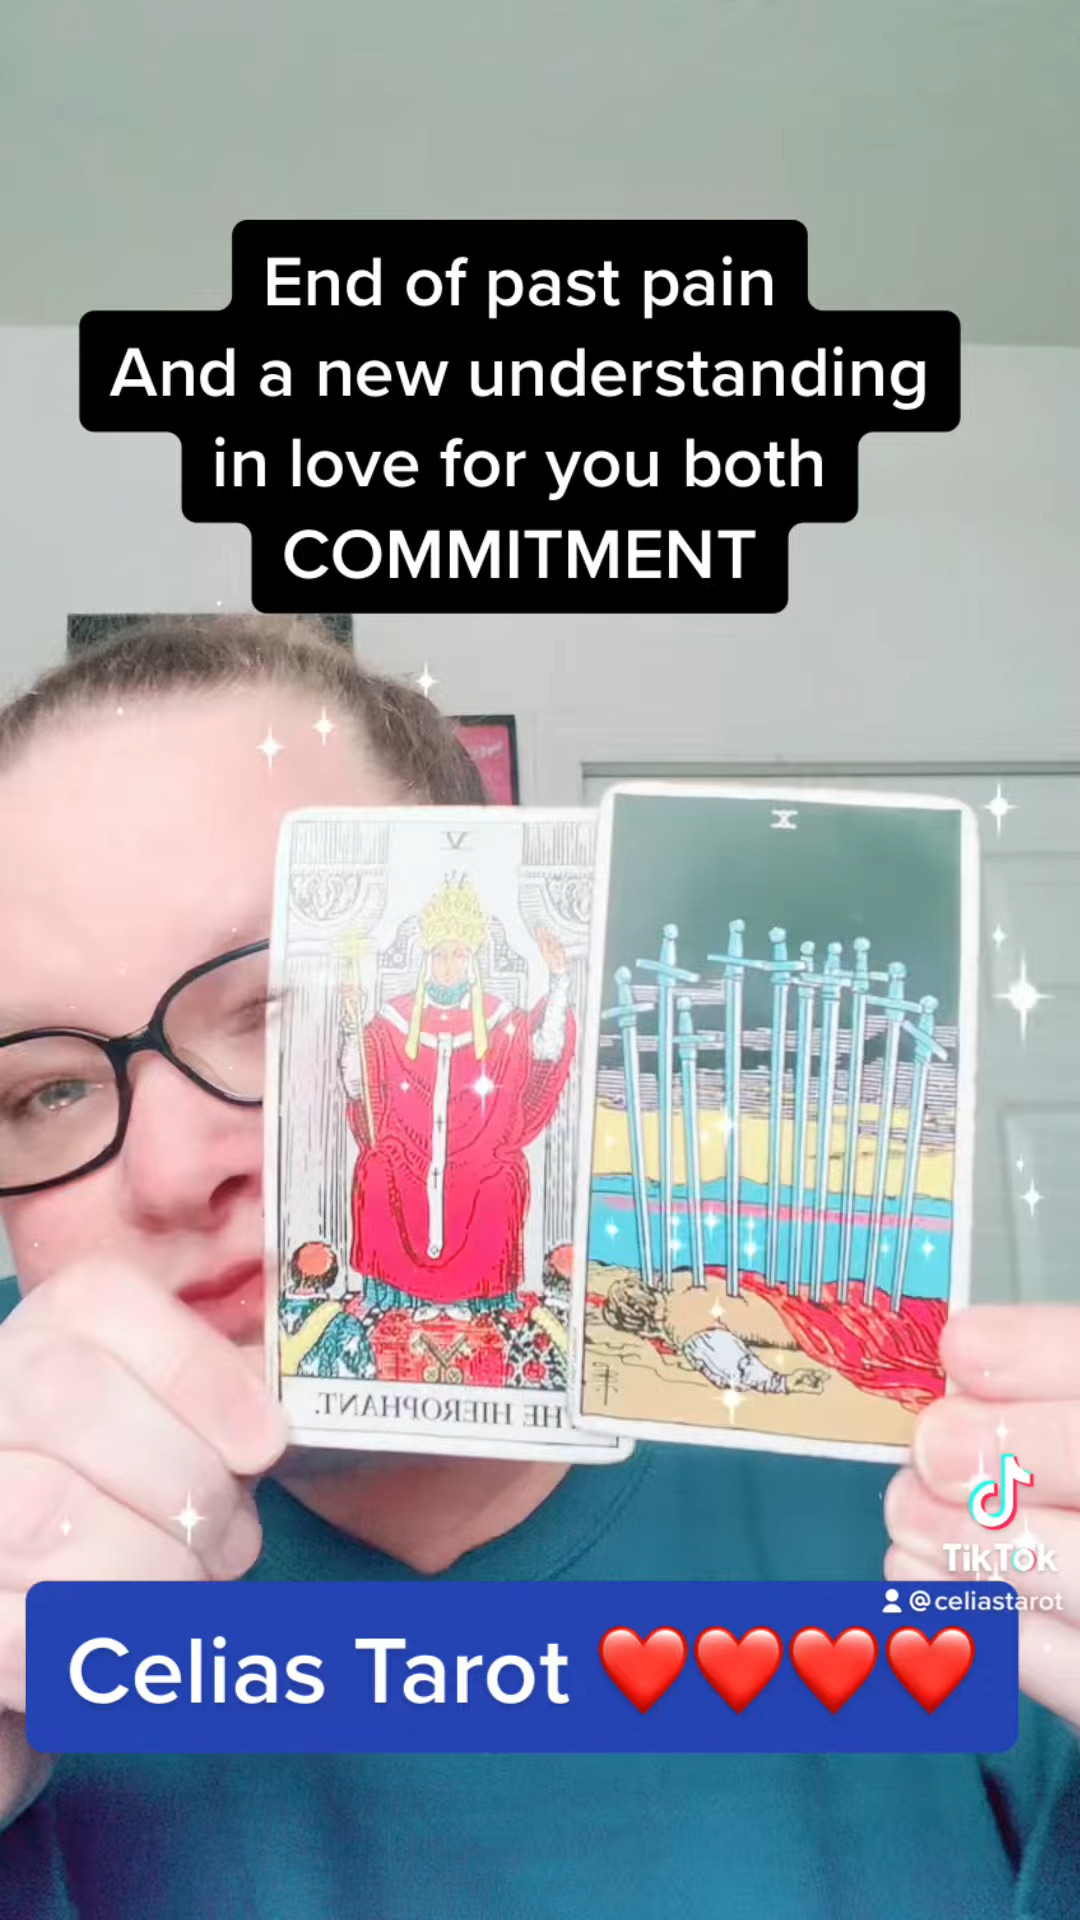 End of past pain
And a new understanding
in love for you both
COMMITMENT
V
X
THE HIEROPHANT.
TikTok
@celiastarot
Celias Tarot ❤️❤️❤️❤️